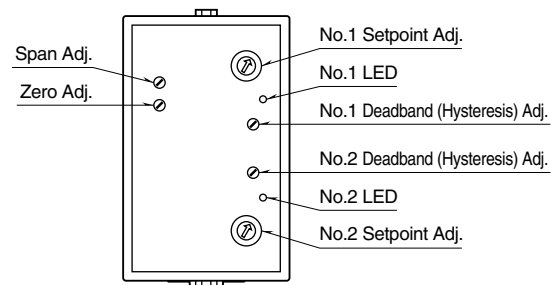 Span Adj.
Zero Adj.
No.1 Setpoint Adj.
No.1 LED
No.1 Deadband (Hysteresis) Adj.
No.2 Deadband (Hysteresis) Adj.
No.2 LED
No.2 Setpoint Adj.